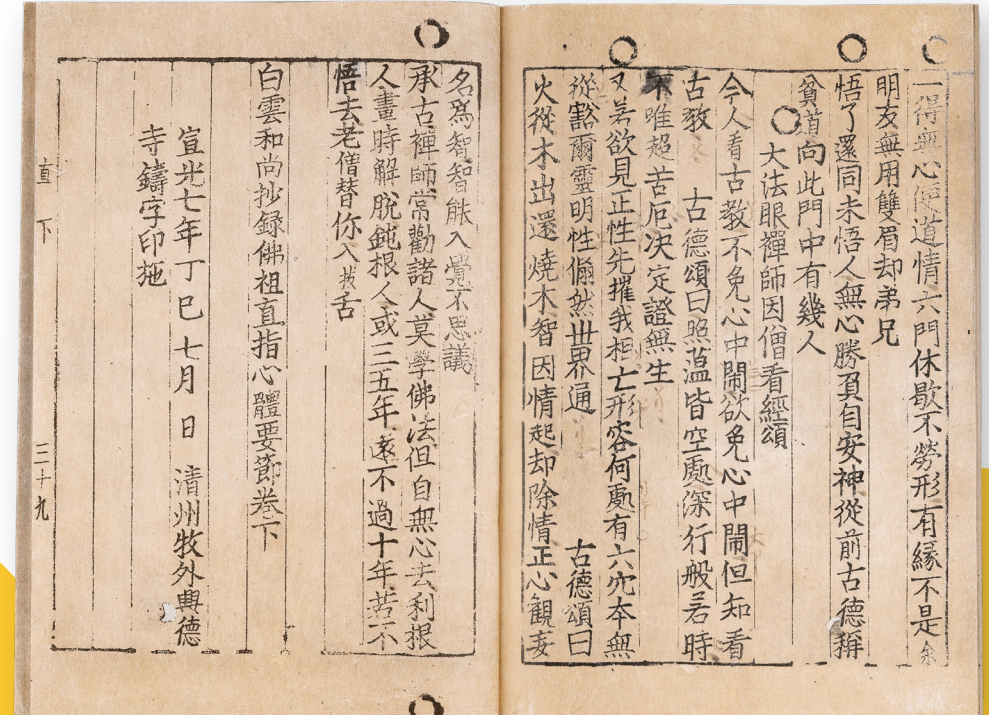 一得無心便道情六門休歇不勞形有緣不是余
明友無用雙眉却弟兄
悟了還同未悟人無心勝負自安神從前古德稱
貧道向此門中有幾人
大法眼禪師因僧看經頌
今人看古教不免心中鬧欲免心中鬧但知看
古教 古德頌曰照蕰皆空處深行般若時
不唯超苦厄決定證無生
又若欲見正性先摧我相亡形容何處有六穴本無
從豁爾靈明性翛然世界通 古德頌曰
火從木出還燒木智因情起却除情正心觀妄
名爲智智能入覺不思議
承古禪師常勸諸人莫學佛法但自無心去利根
人晝時解脫鈍根人或三五年遠不過十年若不
悟去老僧替你入拔舌
白雲和尚抄錄佛祖直指心體要節卷下
宣光七年丁巳七月 日 清州牧外興德
寺鑄字印施
直 下 三十九